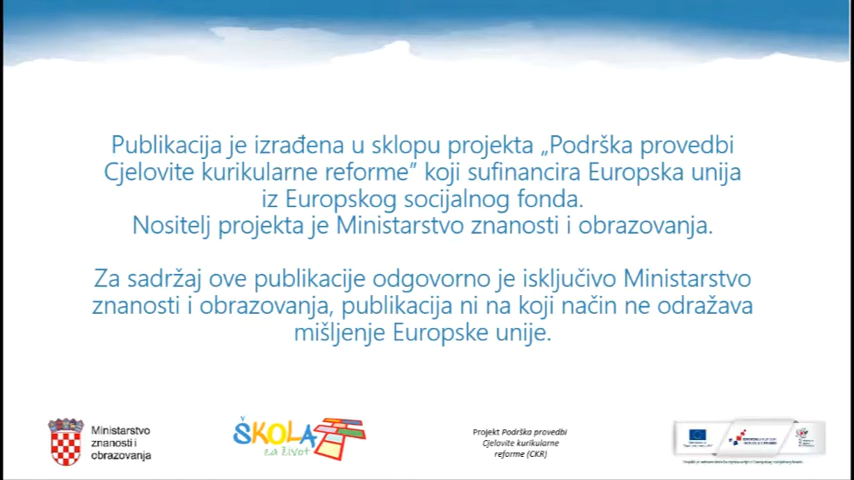 Publikacija je izrađena u sklopu projekta „Podrška provedbi
Cjelovite kurikularne reforme” koji sufinancira Europska unija
iz Europskog socijalnog fonda.
Nositelj projekta je Ministarstvo znanosti i obrazovanja.
Za sadržaj ove publikacije odgovorno je isključivo Ministarstvo
znanosti i obrazovanja, publikacija ni na koji način ne odražava
mišljenje Europske unije.
Ministarstvo
znanosti i
obrazovanja
ŠKOLA
za život
Projekt Podrška provedbi
Cjelovite kurikularne
reforme (CKR)